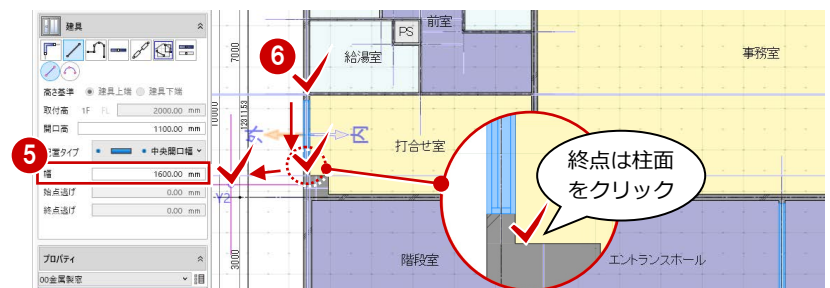 建具
高さ基準 建具上端 建具下端
取付高 1F FL 2000.00 mm
開口高 1100.00 mm
5
配置タイプ 中央開口幅
幅 1600.00 mm
始点逃げ 0.00 mm
終点逃げ 0.00 mm
プロパティ
00金属製窓
6
7000
10000
3000
Y2
前室
PS
給湯室
事務室
打合せ室
終点は柱面
をクリック
階段室
エントランスホール